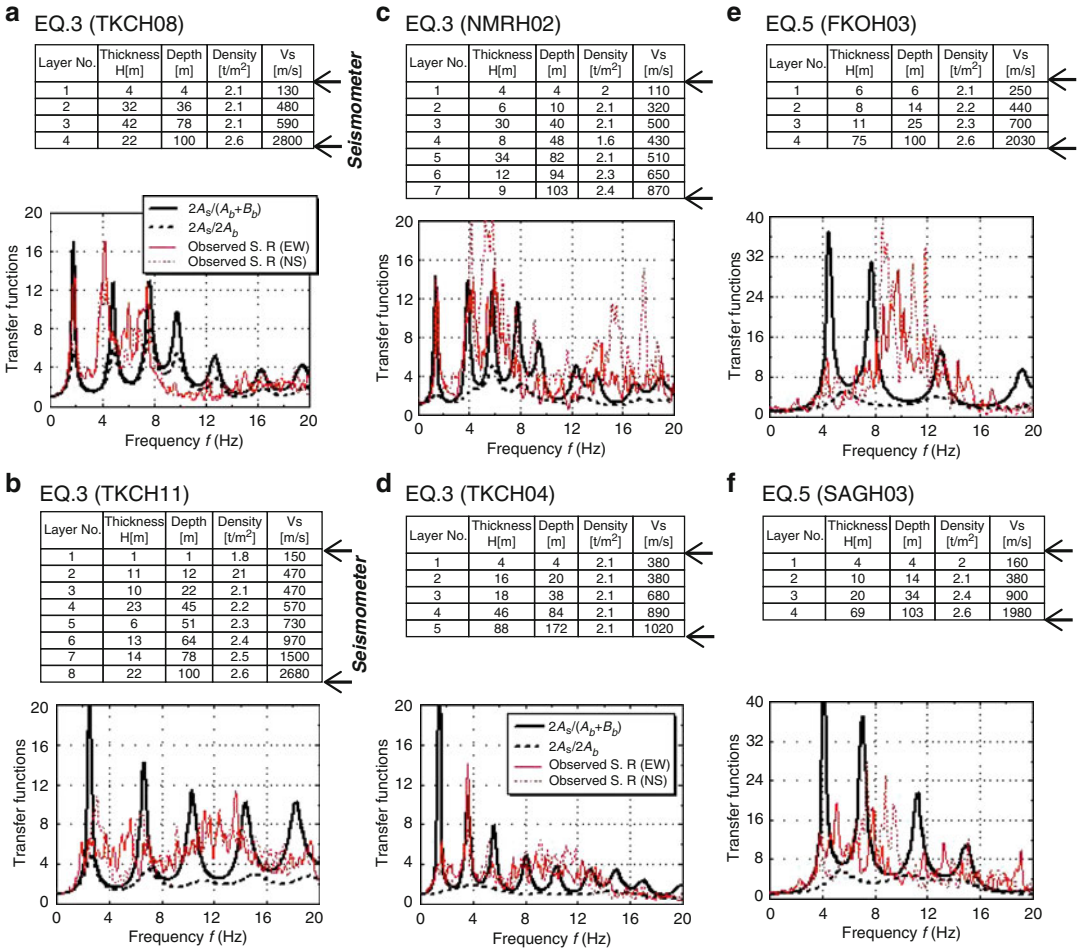 a EQ.3 (TKCH08)
Layer No. Thickness H[m] Depth [m] Density [t/m2] Vs [m/s]
1 4 4 2.1 130
2 32 36 2.1 480
3 42 78 2.1 590
4 22 100 2.6 2800
Seismometer
Transfer functions
20
16
12
8
4
0
2As/(Ab+Bb)
2As/2Ab
Observed S. R (EW)
Observed S. R (NS)
0 4 8 12 16 20
Frequency f (Hz)
c EQ.3 (NMRH02)
Layer No. Thickness H[m] Depth [m] Density [t/m2] Vs [m/s]
1 4 4 2 110
2 6 10 2.1 320
3 30 40 2.1 500
4 8 48 1.6 430
5 34 82 2.1 510
6 12 94 2.3 650
7 9 103 2.4 870
Transfer functions
20
16
12
8
4
0
0 4 8 12 16 20
Frequency f (Hz)
e EQ.5 (FKOH03)
Layer No. Thickness H[m] Depth [m] Density [t/m2] Vs [m/s]
1 6 6 2.1 250
2 8 14 2.2 440
3 11 25 2.3 700
4 75 100 2.6 2030
Transfer functions
40
32
24
16
8
0
0 4 8 12 16 20
Frequency f (Hz)
b EQ.3 (TKCH11)
Layer No. Thickness H[m] Depth [m] Density [t/m2] Vs [m/s]
1 1 1 1.8 150
2 11 12 21 470
3 10 22 2.1 470
4 23 45 2.2 570
5 6 51 2.3 730
6 13 64 2.4 970
7 14 78 2.5 1500
8 22 100 2.6 2680
Seismometer
Transfer functions
20
16
12
8
4
0
0 4 8 12 16 20
Frequency f (Hz)
d EQ.3 (TKCH04)
Layer No. Thickness H[m] Depth [m] Density [t/m2] Vs [m/s]
1 4 4 2.1 380
2 16 20 2.1 380
3 18 38 2.1 680
4 46 84 2.1 890
5 88 172 2.1 1020
Transfer functions
20
16
12
8
4
0
2As/(Ab+Bb)
2As/2Ab
Observed S. R (EW)
Observed S. R (NS)
0 4 8 12 16 20
Frequency f (Hz)
f EQ.5 (SAGH03)
Layer No. Thickness H[m] Depth [m] Density [t/m2] Vs [m/s]
1 4 4 2 160
2 10 14 2.1 380
3 20 34 2.4 900
4 69 103 2.6 1980
Transfer functions
40
32
24
16
8
0
0 4 8 12 16 20
Frequency f (Hz)